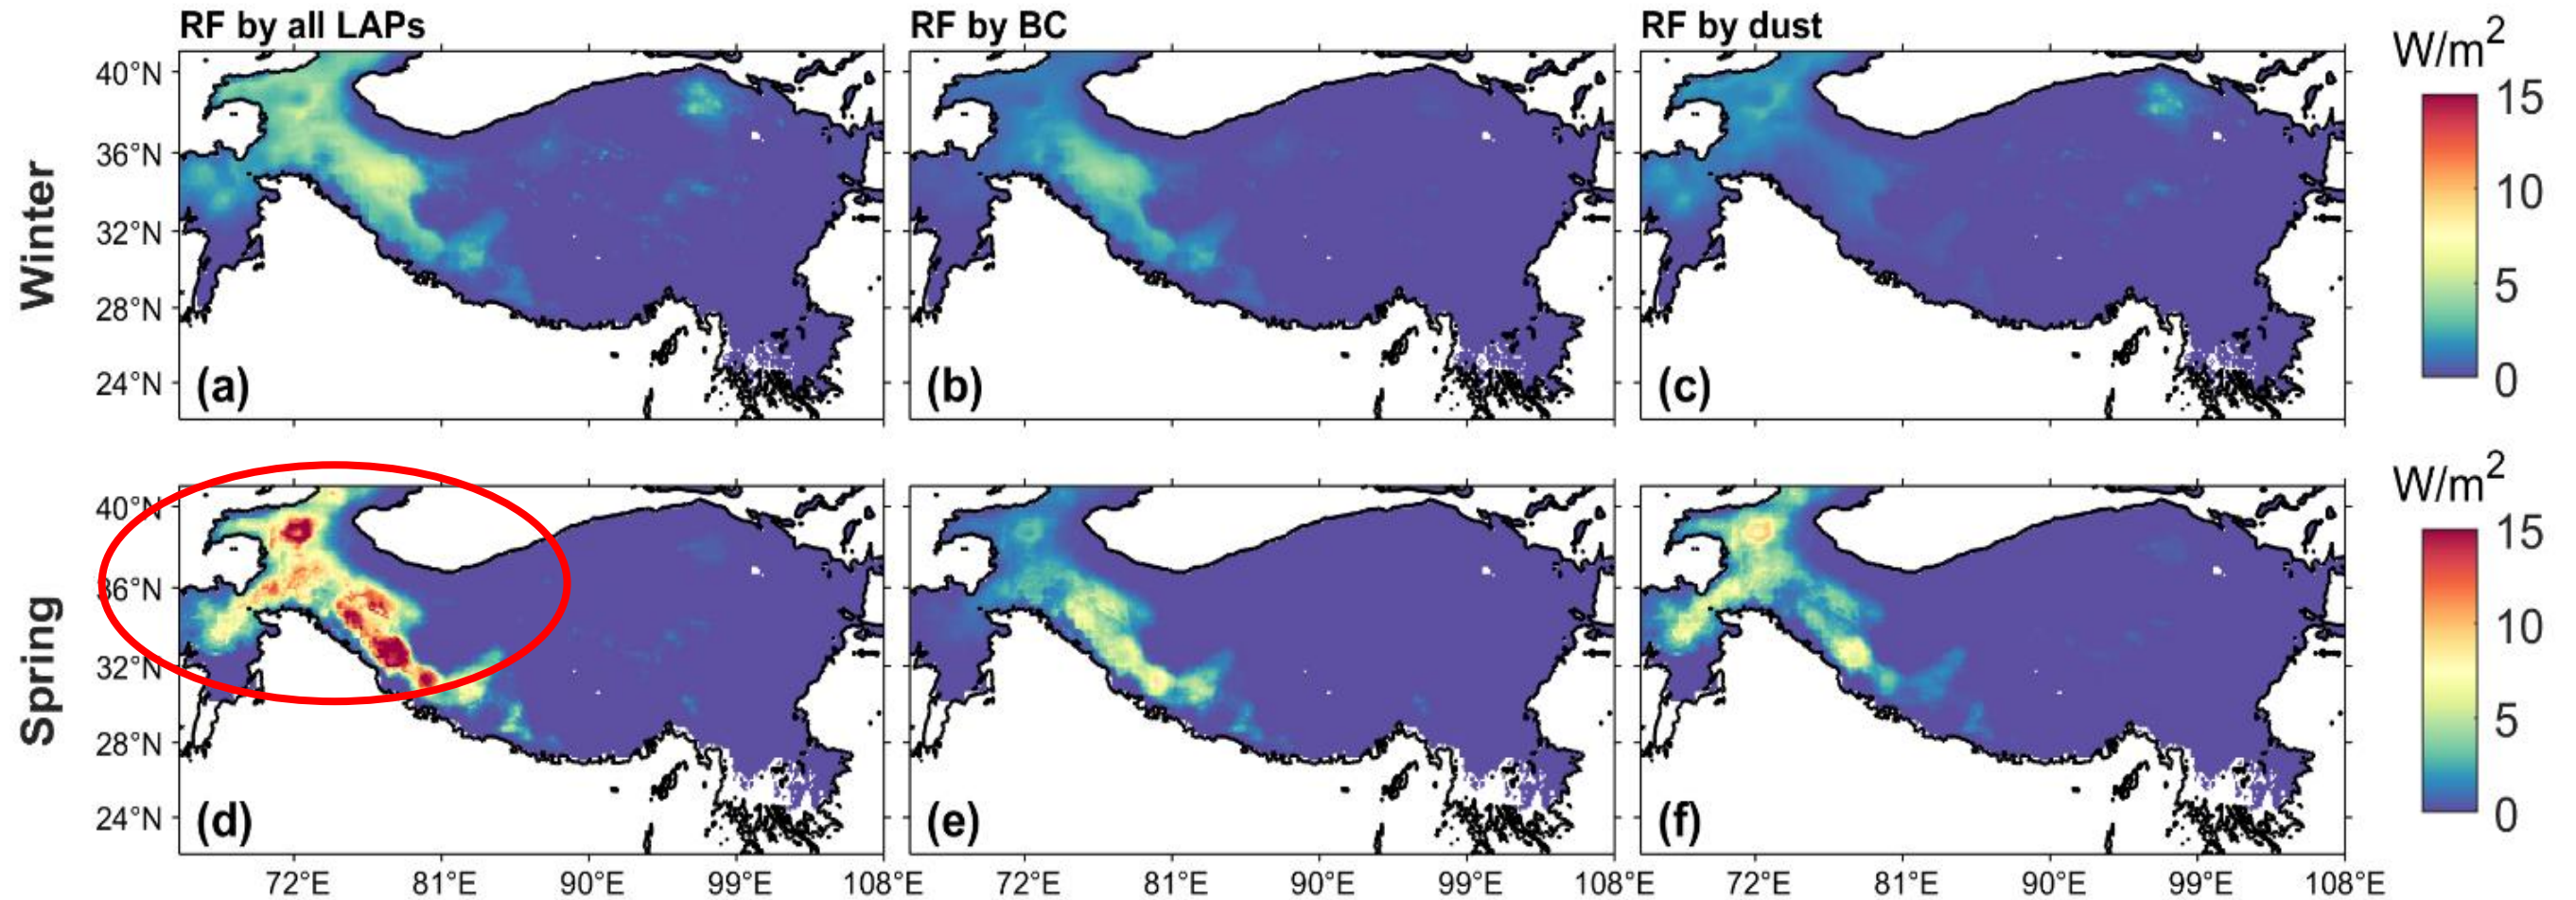 RF by all LAPs
RF by BC
RF by dust
W/m2
Winter
40°N
36°N
32°N
28°N
24°N
(a)
(b)
(c)
15
10
5
0
W/m2
Spring
40°N
36°N
32°N
28°N
24°N
(d)
(e)
(f)
15
10
5
0
72°E 81°E 90°E 99°E 108°E 72°E 81°E 90°E 99°E 108°E 72°E 81°E 90°E 99°E 108°E